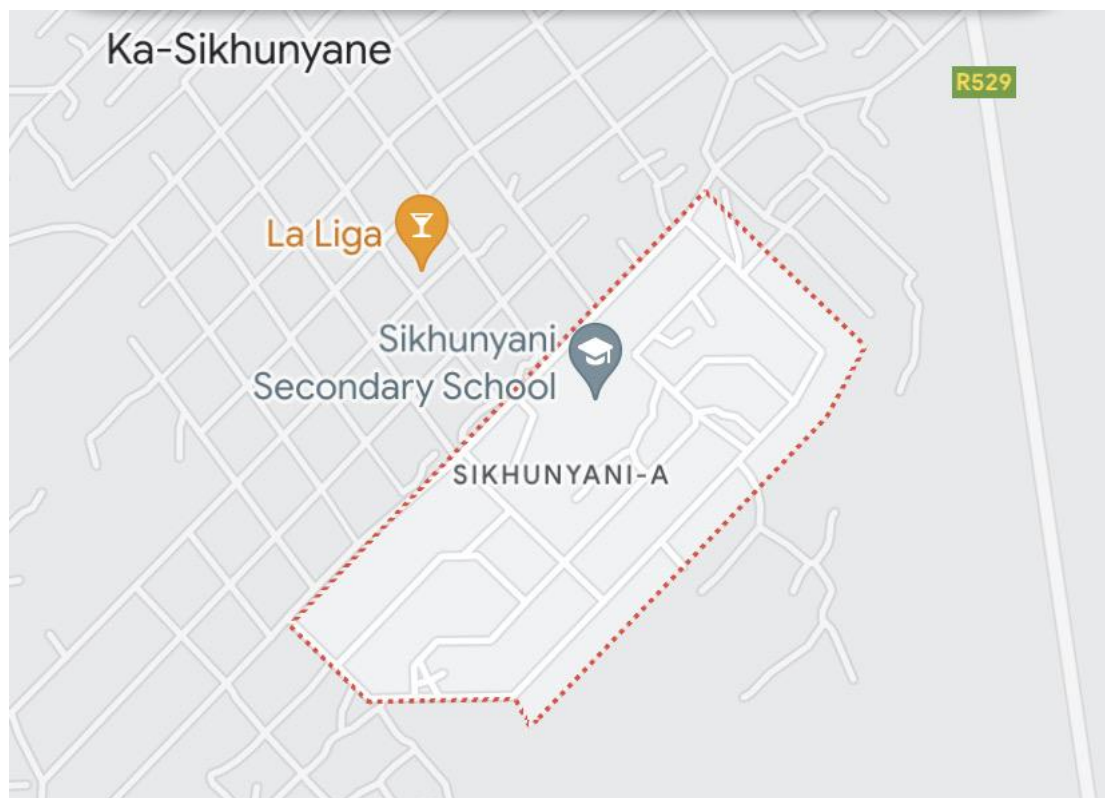 Ka-Sikhunyane
R529
La Liga
Sikhunyani
Secondary School
SIKHUNYANI-A